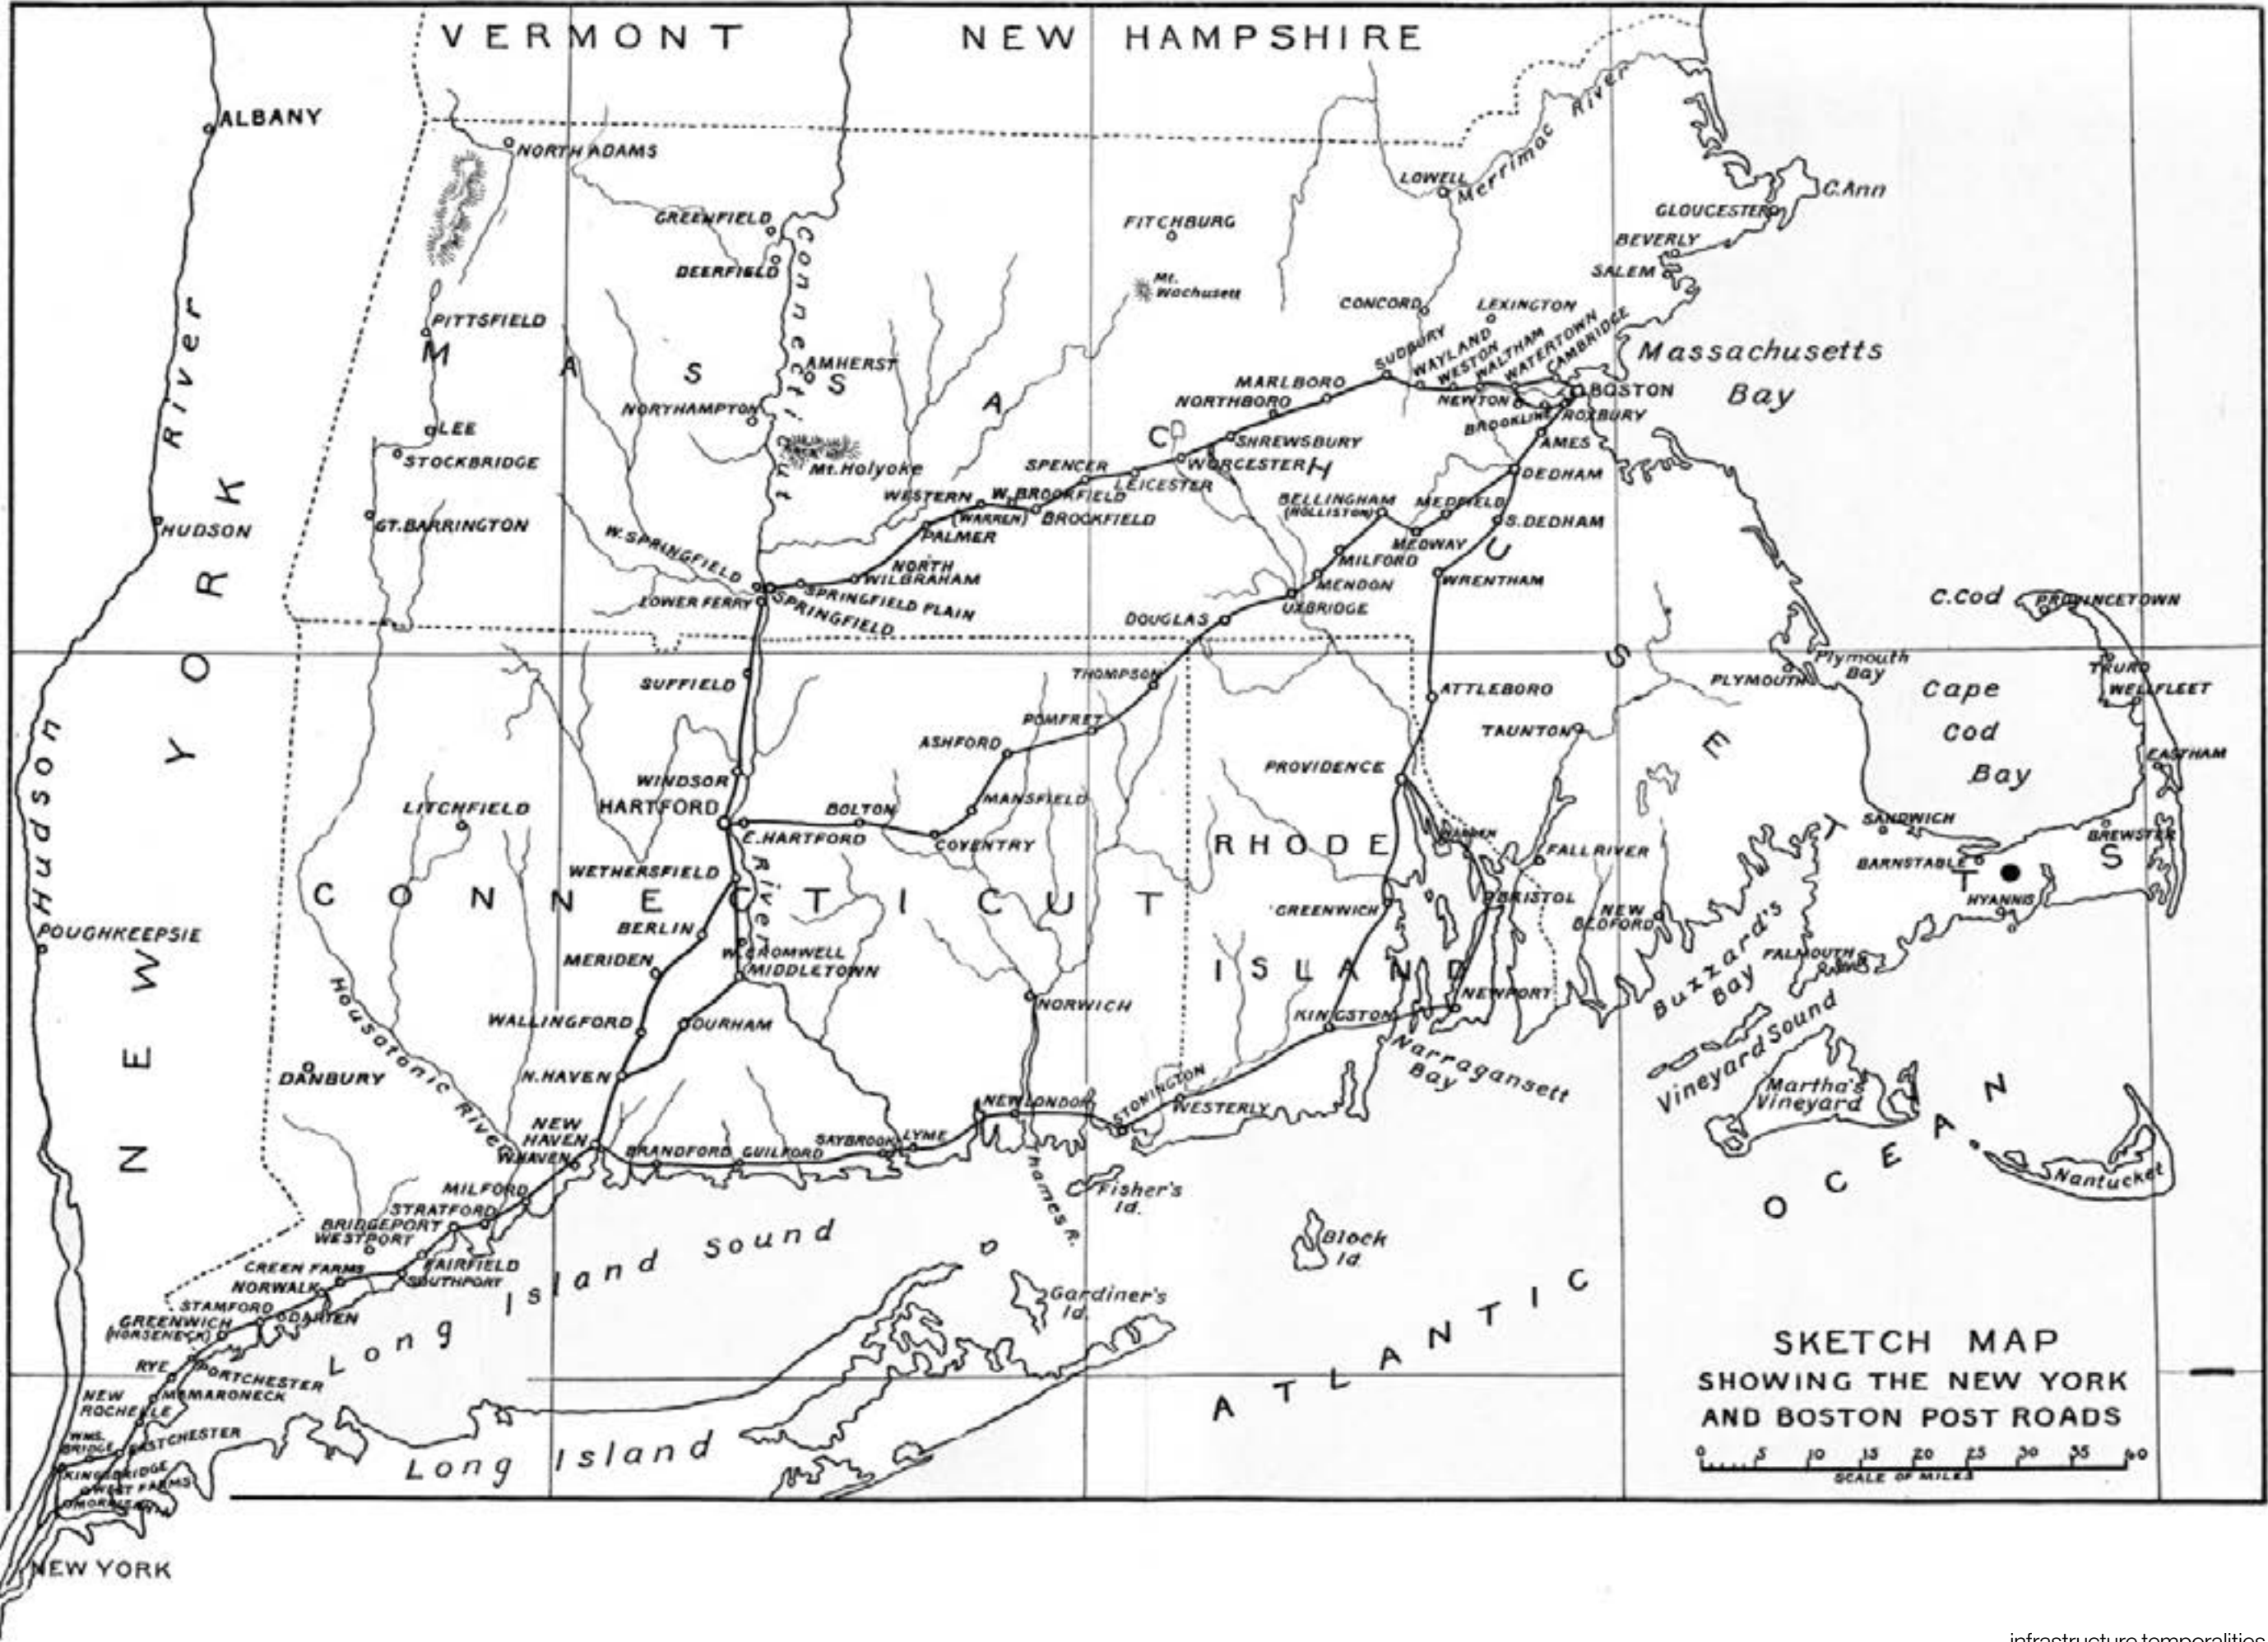 VERMONT
NEW HAMPSHIRE
ALBANY
NORTH ADAMS
Merrimac River
LOWELL
C. Ann
GLOUCESTER
GREENFIELD
FITCHBURG
BEVERLY
SALEM
DEERFIELD
Connecticut
Mt. Wachusett
Hudson River
CONCORD
LEXINGTON
PITTSFIELD
SUDBURY
WAYLAND
WESTON
WALTHAM
WATERTOWN
CAMBRIDGE
Massachusetts
Bay
MASSACHUSETTS
AMHERST
MARLBORO
NORTHBORO
BOSTON
NEWTON
BROOKLINE
ROXBURY
NORTHAMPTON
AMES
LEE
STOCKBRIDGE
SHREWSBURY
Mt. Holyoke
SPENCER
WORCESTER
LEICESTER
DEDHAM
WESTERN
(WARREN)
W. BROOKFIELD
BROCKFIELD
BELLINGHAM
(HOLLISTON)
MEDFIELD
S. DEDHAM
HUDSON
GT. BARRINGTON
PALMER
MEDWAY
W. SPRINGFIELD
MILFORD
NORTH
WILBRAHAM
MENDON
WRENTHAM
LOWER FERRY
SPRINGFIELD PLAIN
SPRINGFIELD
UXBRIDGE
DOUGLAS
C. Cod
PROVINCETOWN
NEW YORK
THOMPSON
SUFFIELD
ATTLEBORO
PLYMOUTH
Plymouth
Bay
TRURO
WELLFLEET
Cape
Cod
Bay
POMFRET
ASHFORD
TAUNTON
EASTHAM
WINDSOR
PROVIDENCE
LITCHFIELD
HARTFORD
E. HARTFORD
BOLTON
MANSFIELD
COVENTRY
SANDWICH
BREWSTER
RHODE
ISLAND
WARREN
FALL RIVER
BARNSTABLE
WETHERSFIELD
CONNECTICUT
River
GREENWICH
BRISTOL
NEW
BEDFORD
HYANNIS
Hudson
POUGHKEEPSIE
BERLIN
MERIDEN
W. CROMWELL
MIDDLETOWN
Buzzard's
Bay
FALMOUTH
NORWICH
NEWPORT
KINGSTON
WALLINGFORD
DURHAM
Housatonic River
Narragansett
Bay
Vineyard Sound
DANBURY
N. HAVEN
Martha's
Vineyard
STONINGTON
NEW LONDON
WESTERLY
NEW
HAVEN
W. HAVEN
BRANDFORD
GUILFORD
SAYBROOK
LYME
Thames R.
Fisher's
Id.
Nantucket
MILFORD
STRATFORD
BRIDGEPORT
WESTPORT
Block
Id.
FAIRFIELD
SOUTHPORT
GREEN FARMS
NORWALK
Long Island Sound
Gardiner's
Id.
ATLANTIC OCEAN
STAMFORD
DARIEN
GREENWICH
(HORSENECK)
RYE
PORTCHESTER
MAMARONECK
NEW
ROCHELLE
WMS.
BRIDGE
EASTCHESTER
KINGSBRIDGE
WEST FARMS
Long Island
NEW YORK
SKETCH MAP
SHOWING THE NEW YORK
AND BOSTON POST ROADS
0 5 10 15 20 25 30 35 40
SCALE OF MILES